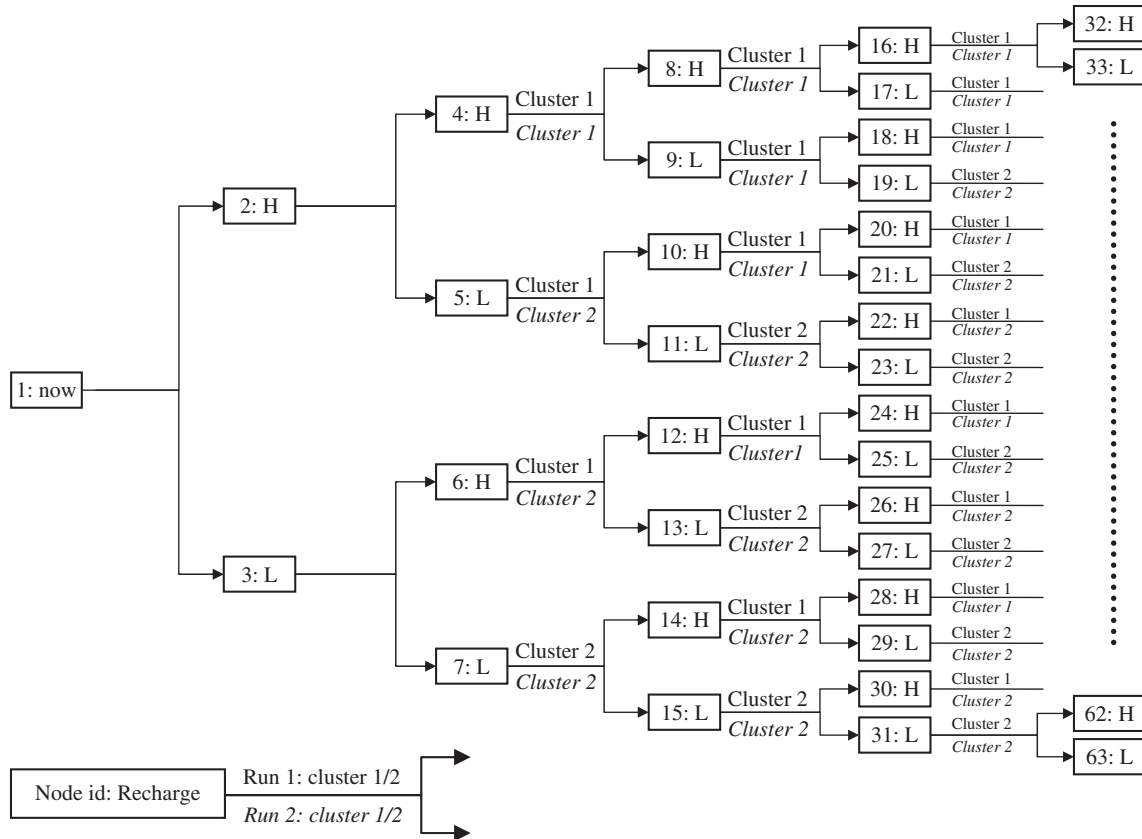 32: H
Cluster 1
16: H
Cluster 1
Cluster 1
8: H
33: L
Cluster 1
Cluster 1
17: L
Cluster 1
Cluster 1
4: H
Cluster 1
Cluster 1
18: H
Cluster 1
Cluster 1
9: L
Cluster 1
Cluster 2
19: L
Cluster 2
2: H
Cluster 1
20: H
Cluster 1
Cluster 1
10: H
Cluster 1
Cluster 2
21: L
Cluster 2
Cluster 1
5: L
Cluster 2
Cluster 1
22: H
Cluster 2
Cluster 2
11: L
Cluster 2
Cluster 2
23: L
Cluster 2
1: now
Cluster 1
24: H
Cluster 1
Cluster 1
12: H
Cluster1
Cluster 2
25: L
Cluster 2
Cluster 1
6: H
Cluster 2
Cluster 1
26: H
Cluster 2
Cluster 2
13: L
Cluster 2
Cluster 2
27: L
Cluster 2
3: L
Cluster 1
28: H
Cluster 1
Cluster 1
14: H
Cluster 2
Cluster 2
29: L
Cluster 2
Cluster 2
7: L
Cluster 2
Cluster 1
30: H
Cluster 2
Cluster 2
15: L
Cluster 2
62: H
Cluster 2
31: L
Cluster 2
63: L
Run 1: cluster 1/2
Node id: Recharge
Run 2: cluster 1/2